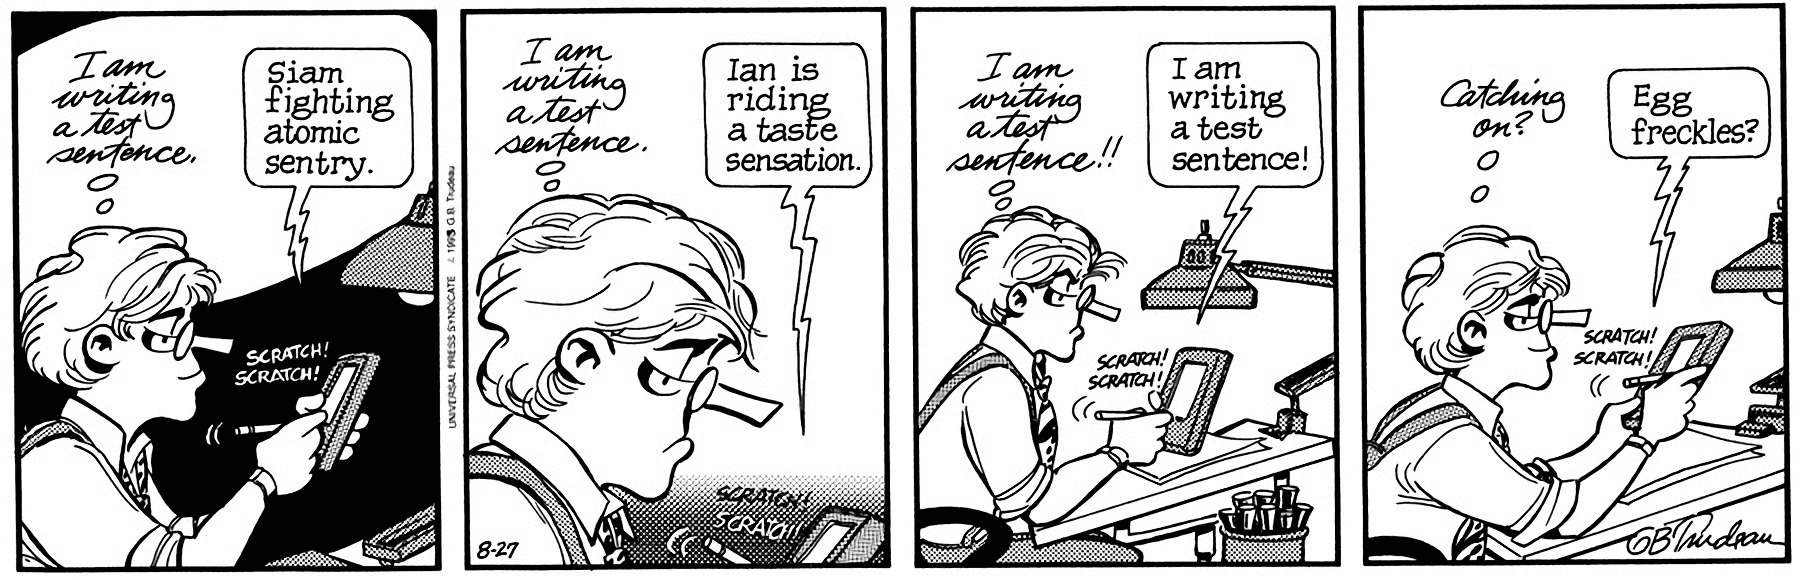 I am
writing
a test
sentence.
Siam
fighting
atomic
sentry.
SCRATCH!
SCRATCH!
UNIVERSAL PRESS SYNDICATE 1993 G.B. Trudeau
I am
writing
a test
sentence.
Ian is
riding
a taste
sensation.
SCRATCH!!
SCRATCH!!
8-27
I am
writing
a test
sentence!!
I am
writing
a test
sentence!
SCRATCH!
SCRATCH!
Catching
on?
Egg
freckles?
SCRATCH!
SCRATCH!
GB Trudeau